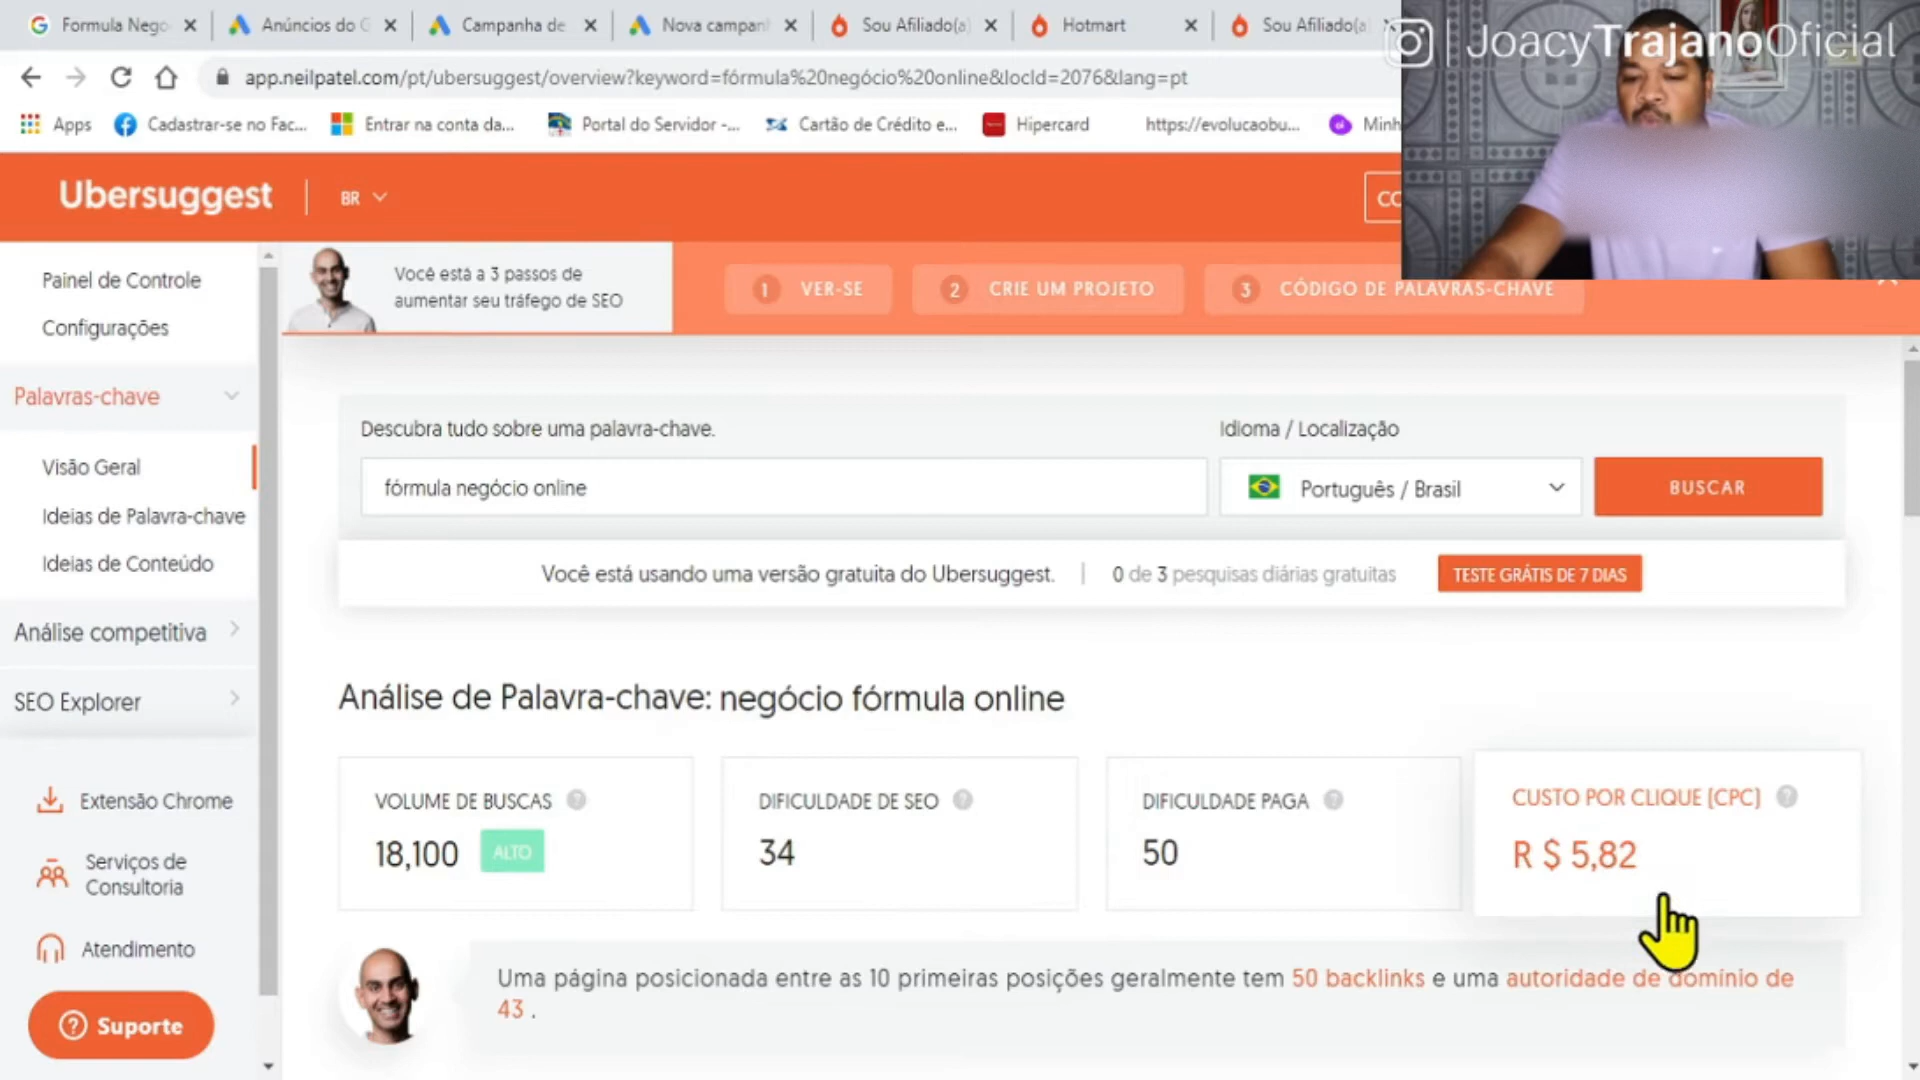 Formula Nego
Anúncios do G
Campanha de
Nova campanh
Sou Afiliado(a)
Hotmart
Sou Afiliado(a)
JoacyTrajanoOficial
app.neilpatel.com/pt/ubersuggest/overview?keyword=fórmula%20negócio%20online&locId=2076&lang=pt
Apps
Cadastrar-se no Fac...
Entrar na conta da...
Portal do Servidor -...
Cartão de Crédito e...
Hipercard
https://evolucaobu...
Minh
Ubersuggest
BR
CO
Painel de Controle
Configurações
Palavras-chave
Visão Geral
Ideias de Palavra-chave
Ideias de Conteúdo
Análise competitiva
SEO Explorer
Extensão Chrome
Serviços de
Consultoria
Atendimento
Suporte
Você está a 3 passos de
aumentar seu tráfego de SEO
1 VER-SE
2 CRIE UM PROJETO
3 CÓDIGO DE PALAVRAS-CHAVE
Descubra tudo sobre uma palavra-chave.
Idioma / Localização
fórmula negócio online
Português / Brasil
BUSCAR
Você está usando uma versão gratuita do Ubersuggest.
0 de 3 pesquisas diárias gratuitas
TESTE GRÁTIS DE 7 DIAS
Análise de Palavra-chave: negócio fórmula online
VOLUME DE BUSCAS ?
18,100 ALTO
DIFICULDADE DE SEO ?
34
DIFICULDADE PAGA ?
50
CUSTO POR CLIQUE (CPC) ?
R $ 5,82
Uma página posicionada entre as 10 primeiras posições geralmente tem 50 backlinks e uma autoridade de domínio de
43 .